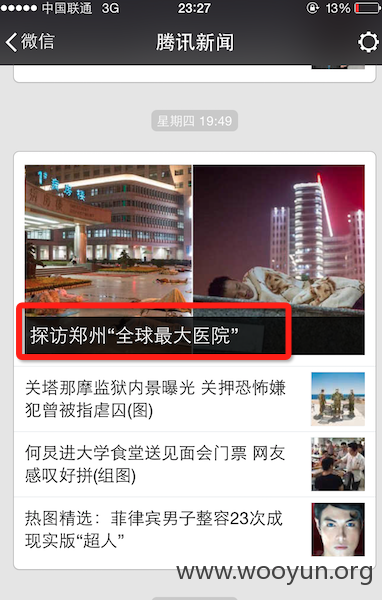 中国联通 3G 23:27 13%
微信 腾讯新闻
星期四 19:49
探访郑州“全球最大医院”
关塔那摩监狱内景曝光 关押恐怖嫌
犯曾被指虐囚(图)
何炅进大学食堂送见面会门票 网友
感叹好拼(组图)
热图精选：菲律宾男子整容23次成
现实版“超人”
www.wooyun.org